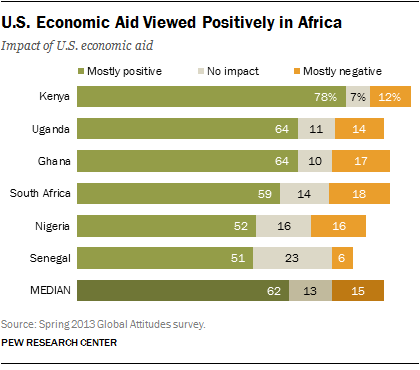 U.S. Economic Aid Viewed Positively in Africa
Impact of U.S. economic aid
Mostly positive No impact Mostly negative
Kenya 78% 7% 12%
Uganda 64 11 14
Ghana 64 10 17
South Africa 59 14 18
Nigeria 52 16 16
Senegal 51 23 6
MEDIAN 62 13 15
Source: Spring 2013 Global Attitudes survey.
PEW RESEARCH CENTER